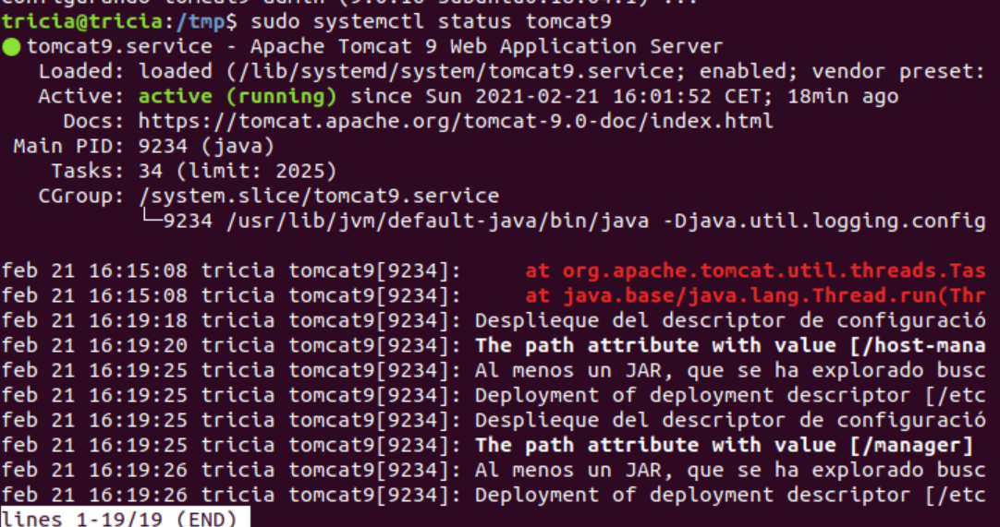 tricia@tricia:/tmp$ sudo systemctl status tomcat9
● tomcat9.service - Apache Tomcat 9 Web Application Server
   Loaded: loaded (/lib/systemd/system/tomcat9.service; enabled; vendor preset:
   Active: active (running) since Sun 2021-02-21 16:01:52 CET; 18min ago
     Docs: https://tomcat.apache.org/tomcat-9.0-doc/index.html
 Main PID: 9234 (java)
    Tasks: 34 (limit: 2025)
   CGroup: /system.slice/tomcat9.service
           └─9234 /usr/lib/jvm/default-java/bin/java -Djava.util.logging.config
feb 21 16:15:08 tricia tomcat9[9234]:     at org.apache.tomcat.util.threads.Tas
feb 21 16:15:08 tricia tomcat9[9234]:     at java.base/java.lang.Thread.run(Thr
feb 21 16:19:18 tricia tomcat9[9234]: Desplieque del descriptor de configuració
feb 21 16:19:20 tricia tomcat9[9234]: The path attribute with value [/host-mana
feb 21 16:19:25 tricia tomcat9[9234]: Al menos un JAR, que se ha explorado busc
feb 21 16:19:25 tricia tomcat9[9234]: Deployment of deployment descriptor [/etc
feb 21 16:19:25 tricia tomcat9[9234]: Desplieque del descriptor de configuració
feb 21 16:19:25 tricia tomcat9[9234]: The path attribute with value [/manager]
feb 21 16:19:26 tricia tomcat9[9234]: Al menos un JAR, que se ha explorado busc
feb 21 16:19:26 tricia tomcat9[9234]: Deployment of deployment descriptor [/etc
lines 1-19/19 (END)